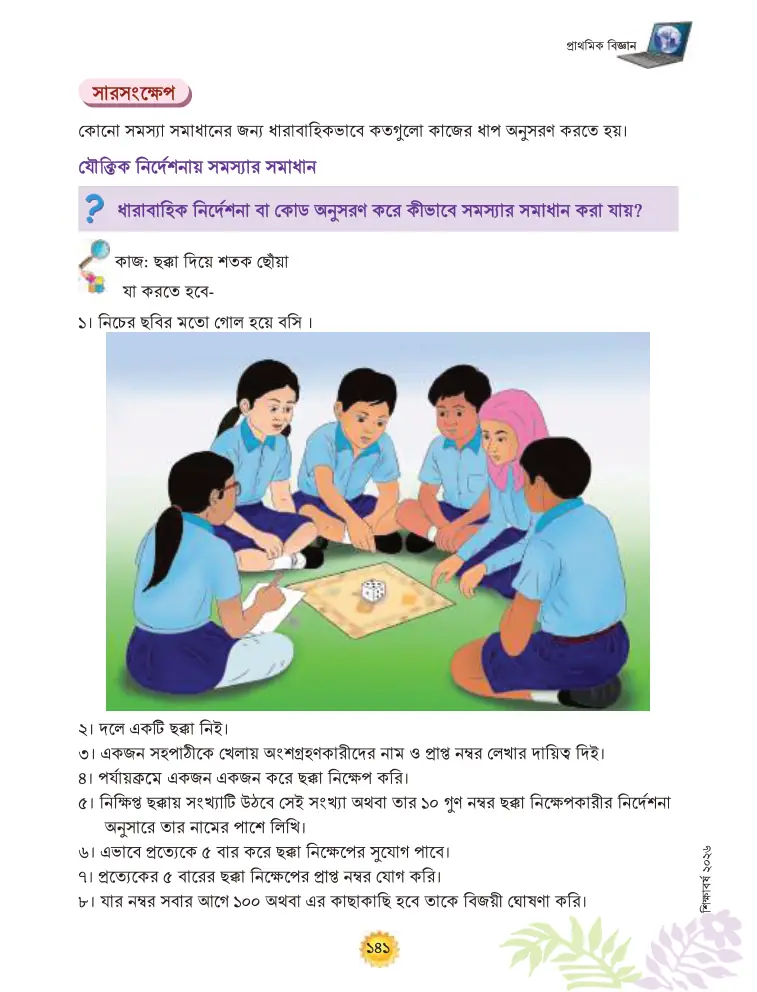 প্রাথমিক বিজ্ঞান
সারসংক্ষেপ
কোনো সমস্যা সমাধানের জন্য ধারাবাহিকভাবে কতগুলো কাজের ধাপ অনুসরণ করতে হয়।
যৌক্তিক নির্দেশনায় সমস্যার সমাধান
? ধারাবাহিক নির্দেশনা বা কোড অনুসরণ করে কীভাবে সমস্যার সমাধান করা যায়?
কাজ: ছক্কা দিয়ে শতক ছোঁয়া
যা করতে হবে-
১। নিচের ছবির মতো গোল হয়ে বসি ।
২। দলে একটি ছক্কা নিই।
৩। একজন সহপাঠীকে খেলায় অংশগ্রহণকারীদের নাম ও প্রাপ্ত নম্বর লেখার দায়িত্ব দিই।
৪। পর্যায়ক্রমে একজন একজন করে ছক্কা নিক্ষেপ করি।
৫। নিক্ষিপ্ত ছক্কায় সংখ্যাটি উঠবে সেই সংখ্যা অথবা তার ১০ গুণ নম্বর ছক্কা নিক্ষেপকারীর নির্দেশনা
অনুসারে তার নামের পাশে লিখি।
৬। এভাবে প্রত্যেকে ৫ বার করে ছক্কা নিক্ষেপের সুযোগ পাবে।
৭। প্রত্যেকের ৫ বারের ছক্কা নিক্ষেপের প্রাপ্ত নম্বর যোগ করি।
৮। যার নম্বর সবার আগে ১০০ অথবা এর কাছাকাছি হবে তাকে বিজয়ী ঘোষণা করি।
শিক্ষাবর্ষ ২০২৬
১৪১